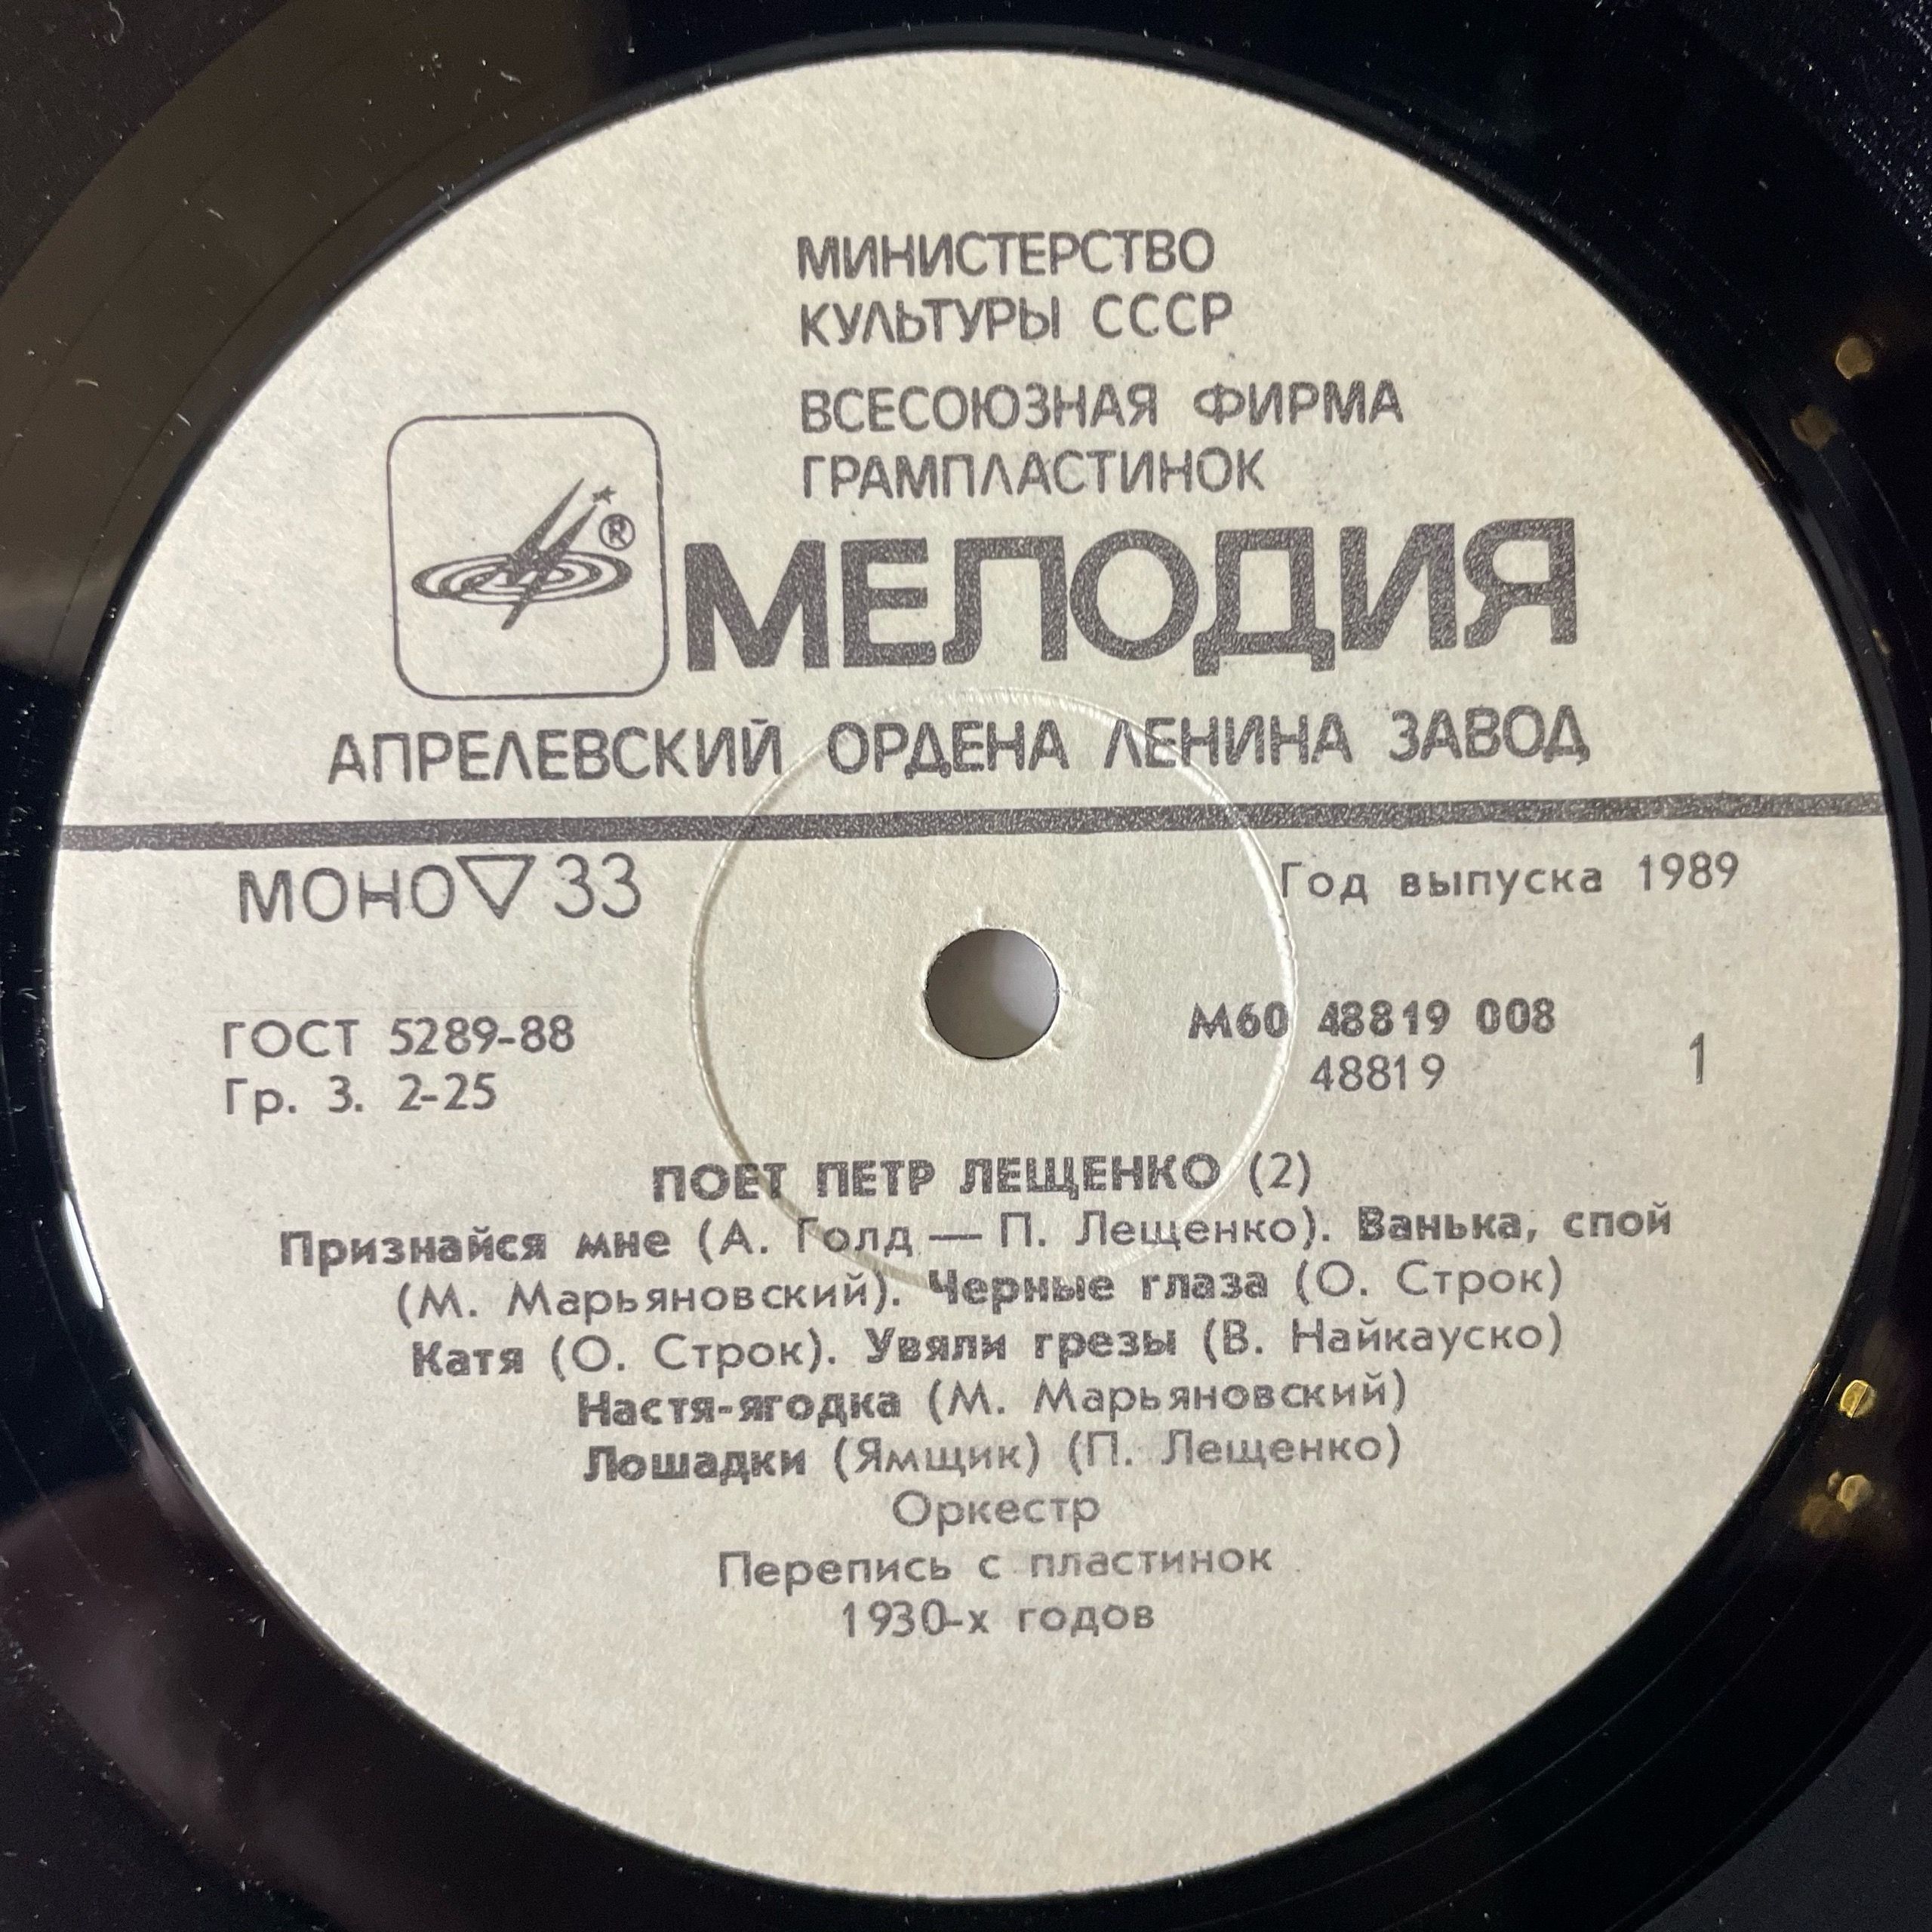 МИНИСТЕРСТВО
КУЛЬТУРЫ СССР
ВСЕСОЮЗНАЯ ФИРМА
ГРАМПЛАСТИНОК
®
МЕЛОДИЯ
АПРЕЛЕВСКИЙ ОРДЕНА ЛЕНИНА ЗАВОД
МОНО ▽ 33
Год выпуска 1989
ГОСТ 5289-88
Гр. 3. 2-25
М60 48819 008
48819
1
ПОЕТ ПЕТР ЛЕЩЕНКО (2)
Признайся мне (А. Голд — П. Лещенко). Ванька, спой
(М. Марьяновский). Черные глаза (О. Строк)
Катя (О. Строк). Увяли грезы (В. Найкауско)
Настя-ягодка (М. Марьяновский)
Лошадки (Ямщик) (П. Лещенко)
Оркестр
Перепись с пластинок
1930-х годов